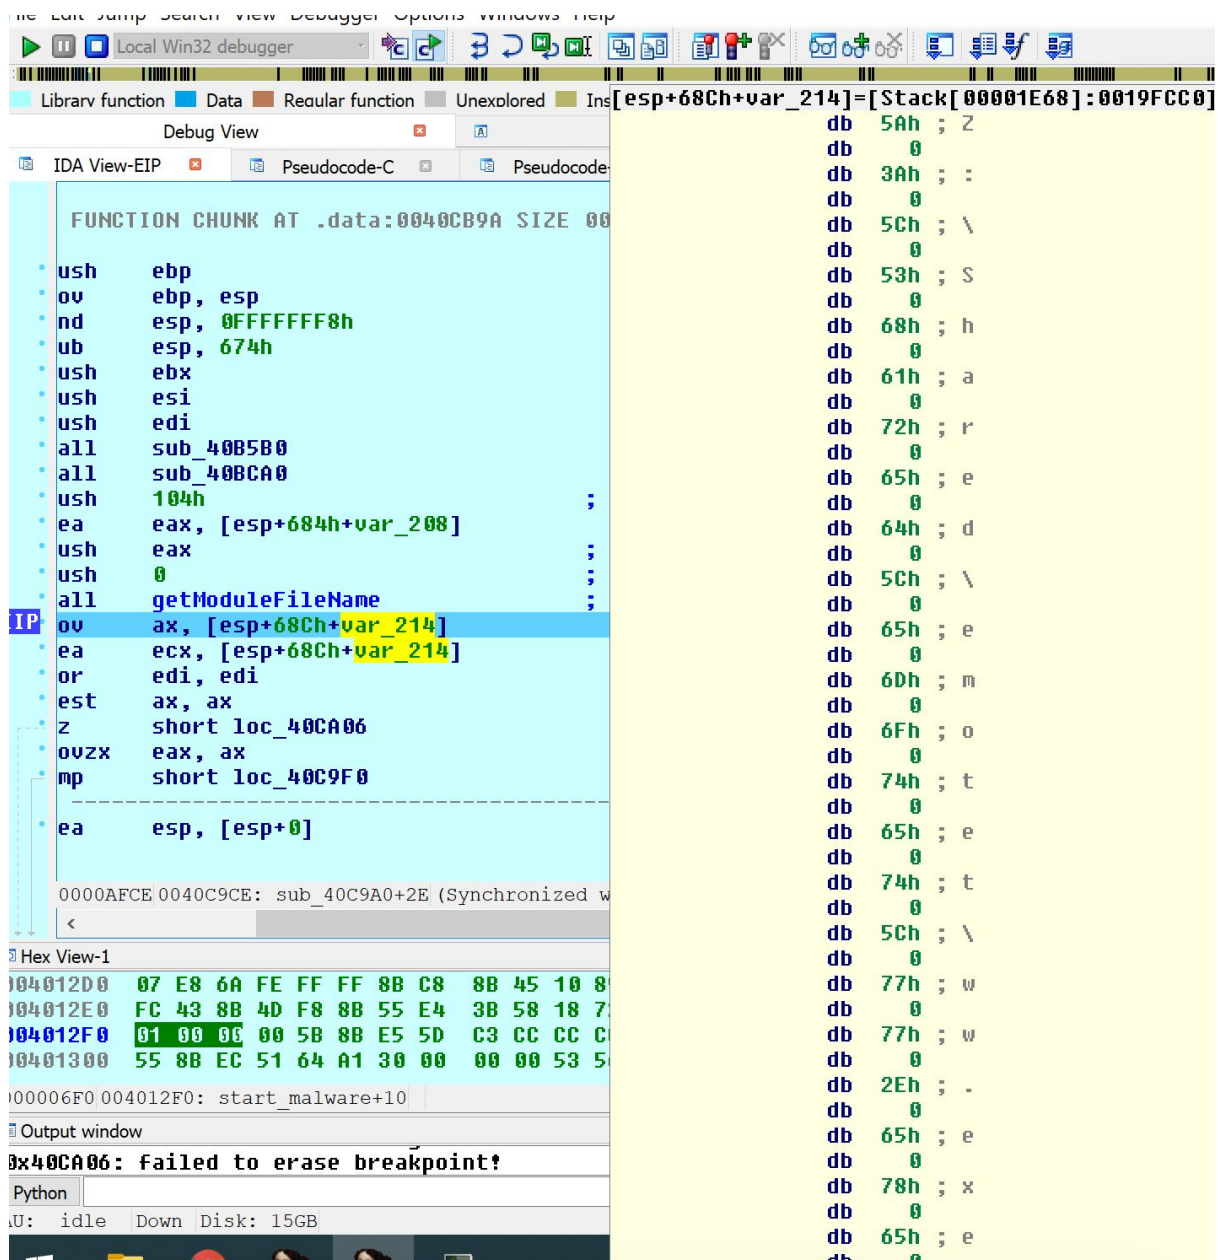 File Edit Jump Search View Debugger Options Windows Help
Local Win32 debugger
Library function Data Regular function Unexplored Ins
Debug View
IDA View-EIP Pseudocode-C Pseudocode-
FUNCTION CHUNK AT .data:0040CB9A SIZE 00
ush ebp
ov ebp, esp
nd esp, 0FFFFFFF8h
ub esp, 674h
ush ebx
ush esi
ush edi
all sub_40B5B0
all sub_40BCA0
ush 104h ;
ea eax, [esp+684h+var_208]
ush eax ;
ush 0 ;
all getModuleFileName ;
IP ov ax, [esp+68Ch+var_214]
ea ecx, [esp+68Ch+var_214]
or edi, edi
est ax, ax
z short loc_40CA06
ovzx eax, ax
mp short loc_40C9F0
ea esp, [esp+0]
0000AFCE 0040C9CE: sub_40C9A0+2E (Synchronized w
Hex View-1
004012D0 07 E8 6A FE FF FF 8B C8 8B 45 10 8
004012E0 FC 43 8B 4D F8 8B 55 E4 3B 58 18 7
004012F0 01 00 00 00 5B 8B E5 5D C3 CC CC C
00401300 55 8B EC 51 64 A1 30 00 00 00 53 5
000006F0 004012F0: start_malware+10
Output window
0x40CA06: failed to erase breakpoint!
Python
AU: idle Down Disk: 15GB
[esp+68Ch+var_214]=[Stack[00001E68]:0019FCC0]
db 5Ah ; Z
db 0
db 3Ah ; :
db 0
db 5Ch ; \
db 0
db 53h ; S
db 0
db 68h ; h
db 0
db 61h ; a
db 0
db 72h ; r
db 0
db 65h ; e
db 0
db 64h ; d
db 0
db 5Ch ; \
db 0
db 65h ; e
db 0
db 6Dh ; m
db 0
db 6Fh ; o
db 0
db 74h ; t
db 0
db 65h ; e
db 0
db 74h ; t
db 0
db 5Ch ; \
db 0
db 77h ; w
db 0
db 77h ; w
db 0
db 2Eh ; .
db 0
db 65h ; e
db 0
db 78h ; x
db 0
db 65h ; e
db 0